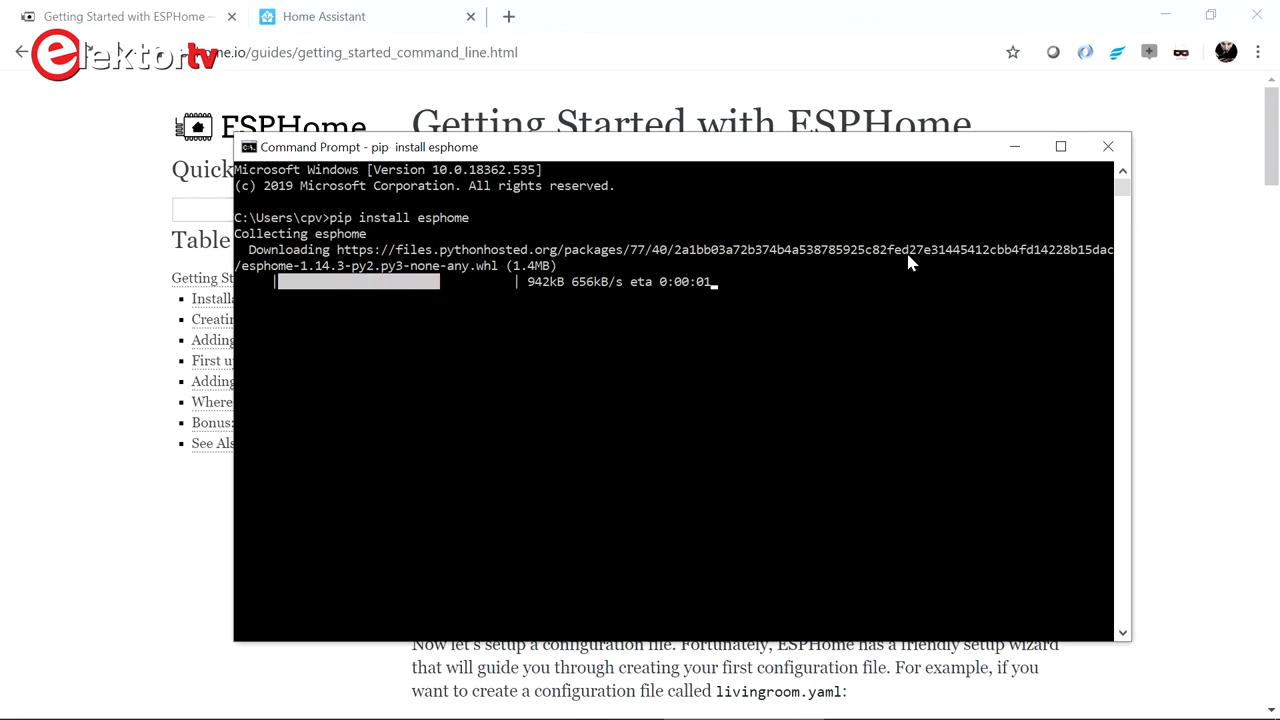 Getting Started with ESPHome —
Home Assistant
elektor tv
ome.io/guides/getting_started_command_line.html
ESPHome
Getting Started with ESPHome
Quick
Command Prompt - pip  install esphome
Microsoft Windows [Version 10.0.18362.535]
(c) 2019 Microsoft Corporation. All rights reserved.
C:\Users\cpv>pip install esphome
Collecting esphome
Downloading https://files.pythonhosted.org/packages/77/40/2a1bb03a72b374b4a538785925c82fed27e31445412cbb4fd14228b15dac
/esphome-1.14.3-py2.py3-none-any.whl (1.4MB)
| | 942kB 656kB/s eta 0:00:01
Table
Getting St
Installa
Creatin
Adding
First u
Adding
Where
Bonus:
See Als
Now let's setup a configuration file. Fortunately, ESPHome has a friendly setup wizard
that will guide you through creating your first configuration file. For example, if you
want to create a configuration file called livingroom.yaml: